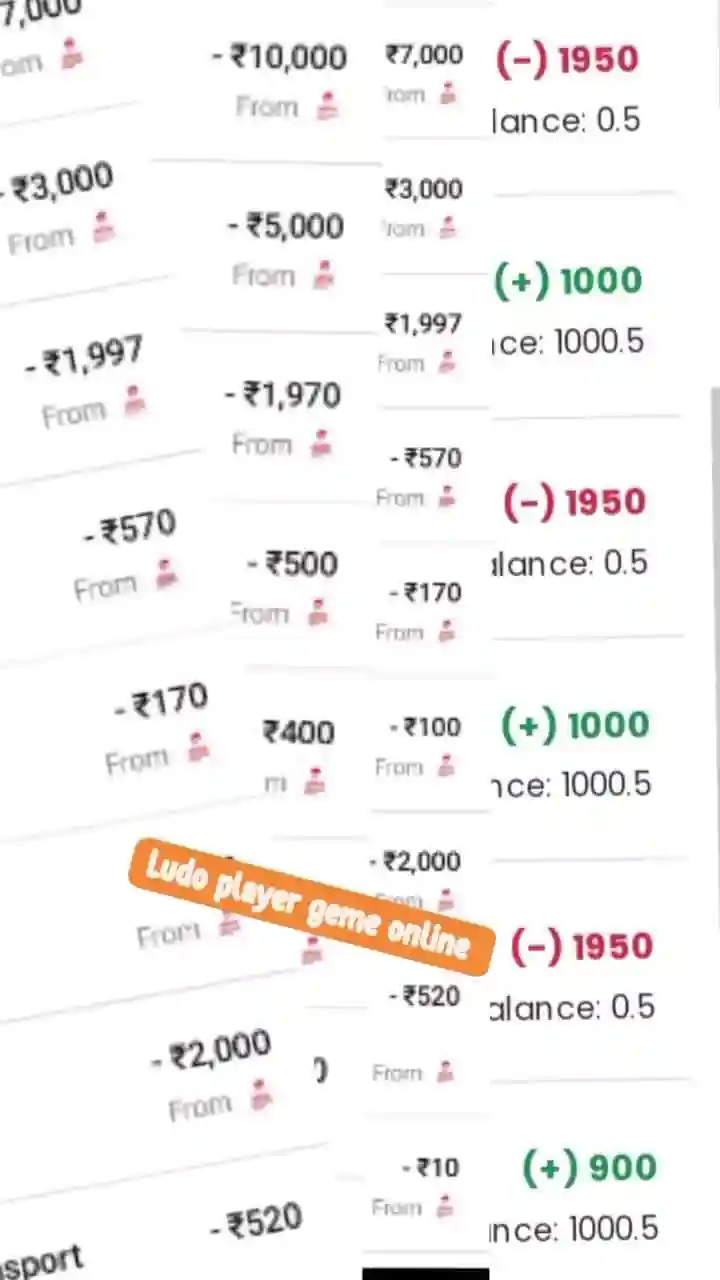 7,000
om
- ₹3,000
From
- ₹1,997
From
- ₹570
From
- ₹170
From
From
- ₹2,000
From
- ₹520
sport
- ₹10,000
From
- ₹5,000
From
- ₹1,970
From
- ₹500
From
₹400
m
0
₹7,000
From
₹3,000
From
₹1,997
From
- ₹570
From
- ₹170
From
- ₹100
From
- ₹2,000
From
- ₹520
From
- ₹10
From
(-) 1950
lance: 0.5
(+) 1000
nce: 1000.5
(-) 1950
alance: 0.5
(+) 1000
nce: 1000.5
(-) 1950
alance: 0.5
(+) 900
nce: 1000.5
Ludo player geme online